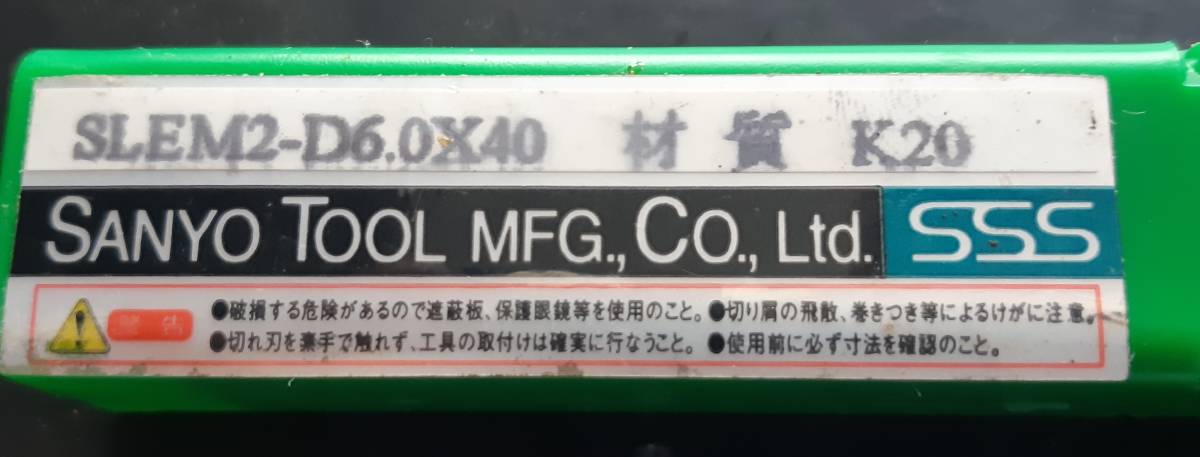 SLEM2-D6.0X40 材質 K20
SANYO TOOL MFG., CO., Ltd. SSS
警告
●破損する危険があるので遮蔽板、保護眼鏡等を使用のこと。●切り屑の飛散、巻きつき等によるけがに注意。
●切れ刃を素手で触れず、工具の取付けは確実に行なうこと。●使用前に必ず寸法を確認のこと。